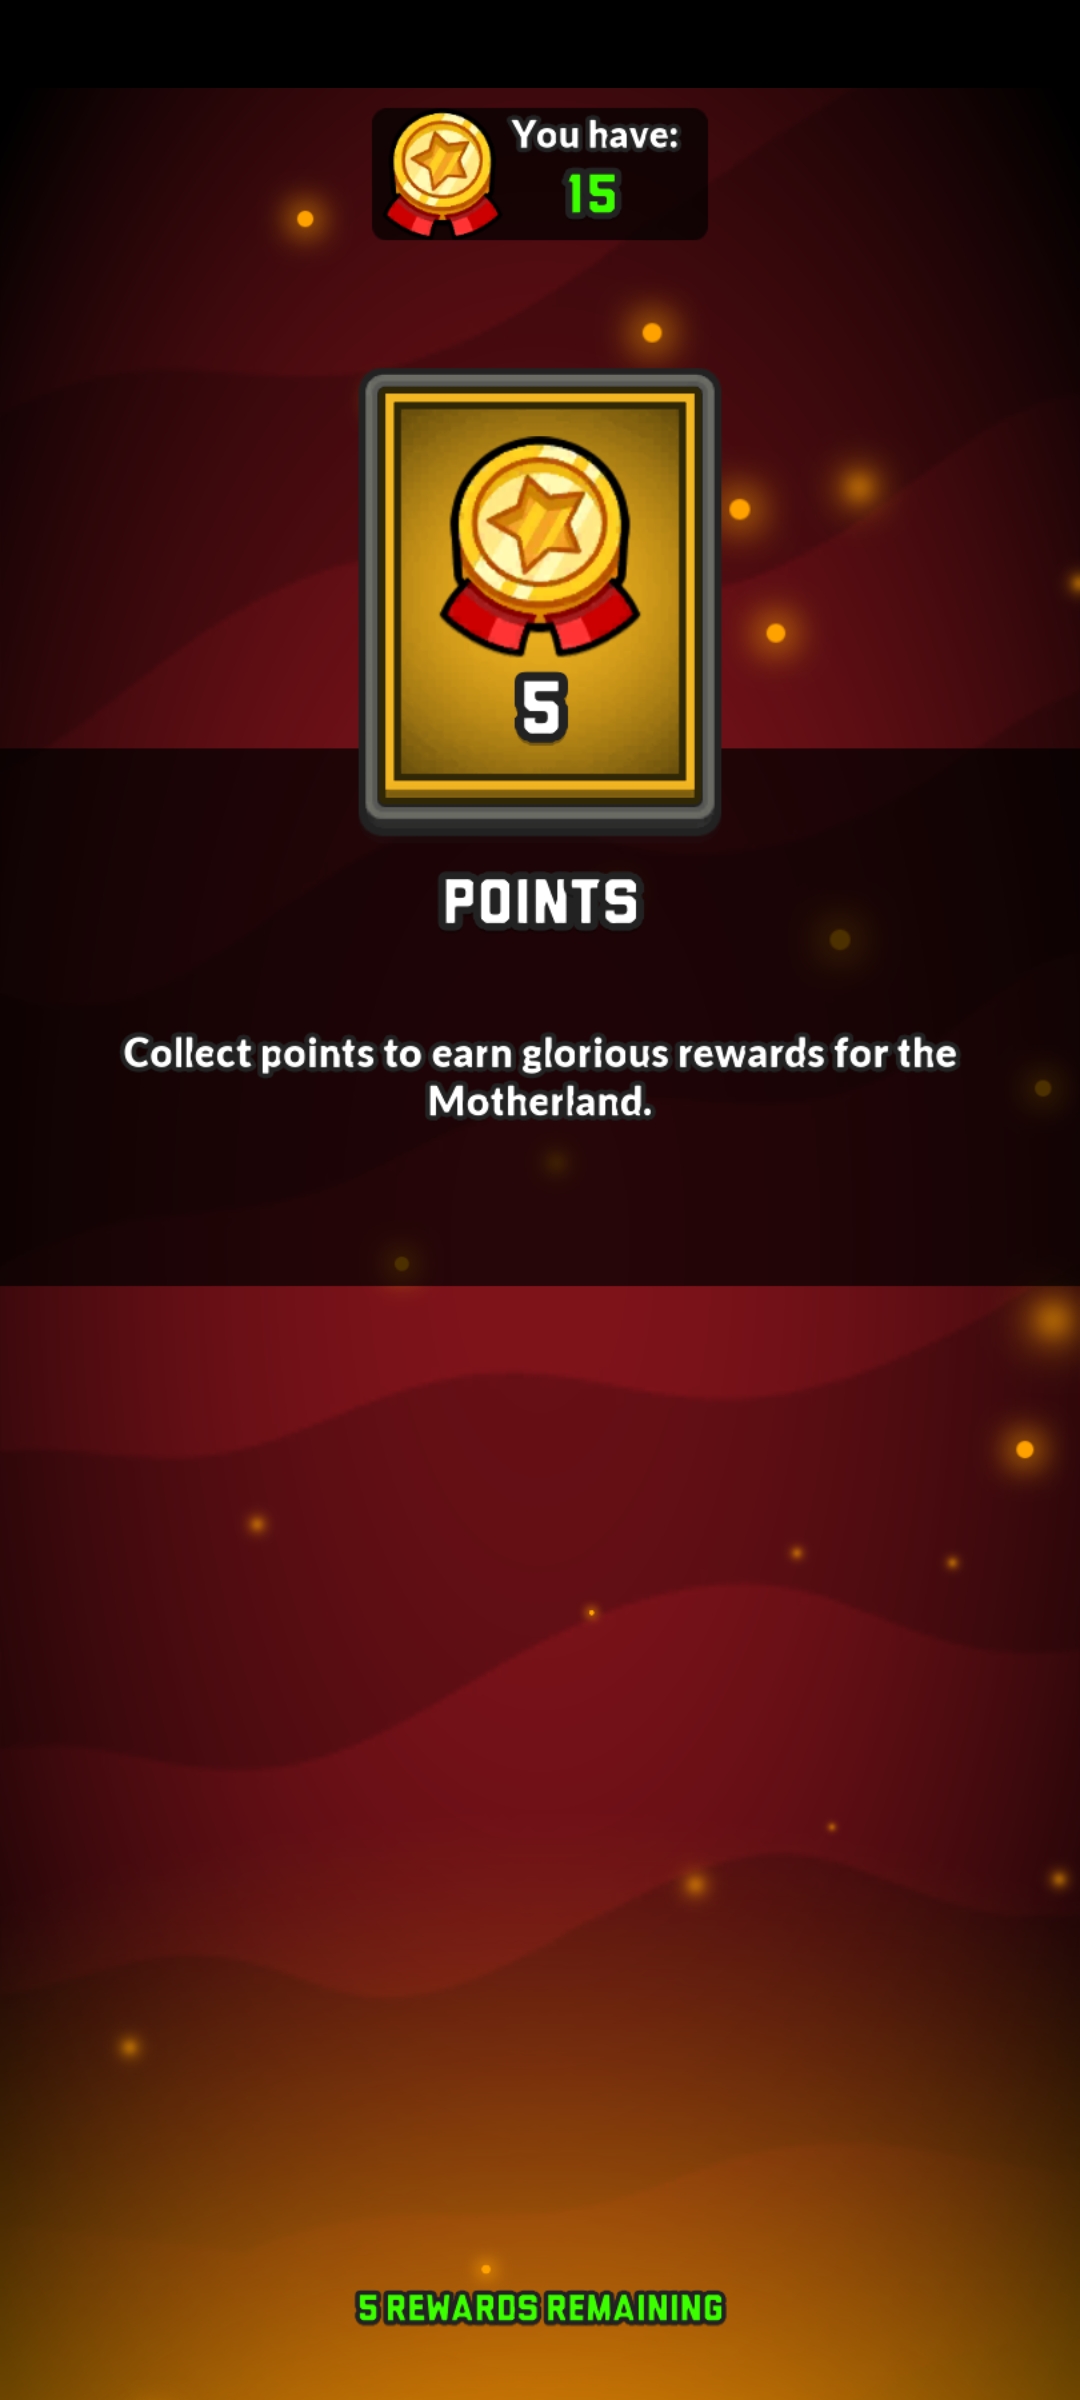 You have:
15
5
POINTS
Collect points to earn glorious rewards for the
Motherland.
5 REWARDS REMAINING